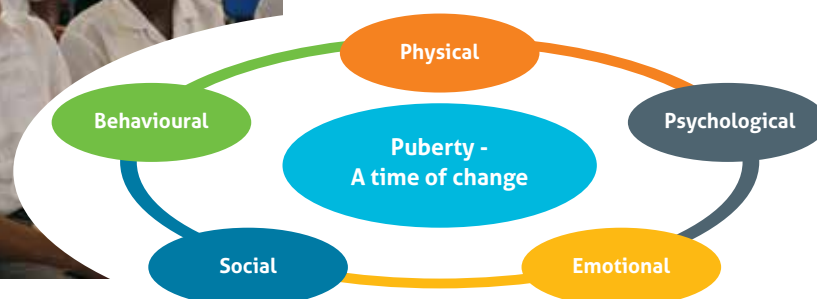 Physical
Behavioural
Psychological
Puberty -
A time of change
Social
Emotional